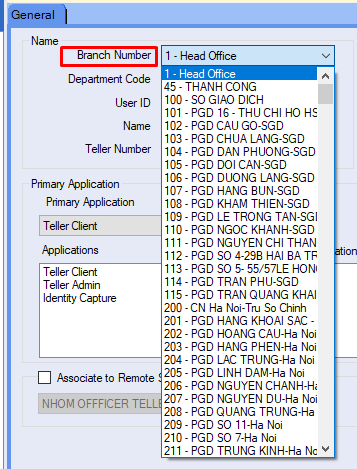 General
Name
Branch Number
1 - Head Office
Department Code
User ID
Name
Teller Number
1 - Head Office
45 - THANH CONG
100 - SO GIAO DICH
101 - PGD 16 - THU CHI HO HS
102 - PGD CAU GO-SGD
103 - PGD CHUA LANG-SGD
104 - PGD DAN PHUONG-SGD
105 - PGD DOI CAN-SGD
106 - PGD DUONG LANG-SGD
107 - PGD HANG BUN-SGD
108 - PGD KHAM THIEN-SGD
109 - PGD LE TRONG TAN-SGD
110 - PGD NGOC KHANH-SGD
111 - PGD NGUYEN CHI THAN
112 - PGD SO 4-29B HAI BA TR
113 - PGD SO 5- 55/57LE HONG
114 - PGD TRAN PHU-SGD
115 - PGD TRAN QUANG KHAI
200 - CN Ha Noi-Tru So Chinh
201 - PGD HANG KHOAI SAC -
202 - PGD HOANG CAU-Ha Noi
203 - PGD HANG PHEN-Ha Noi
204 - PGD LAC TRUNG-Ha Noi
205 - PGD LINH DAM-Ha Noi
206 - PGD NGUYEN CHANH-Ha
207 - PGD NGUYEN DU-Ha Noi
208 - PGD QUANG TRUNG-Ha
209 - PGD SO 11-Ha Noi
210 - PGD SO 7-Ha Noi
211 - PGD TRUNG KINH-Ha Noi
Primary Application
Primary Application
Teller Client
Applications
ation
Teller Client
Teller Admin
Identity Capture
Associate to Remote S
NHOM OFFFICER TELLE